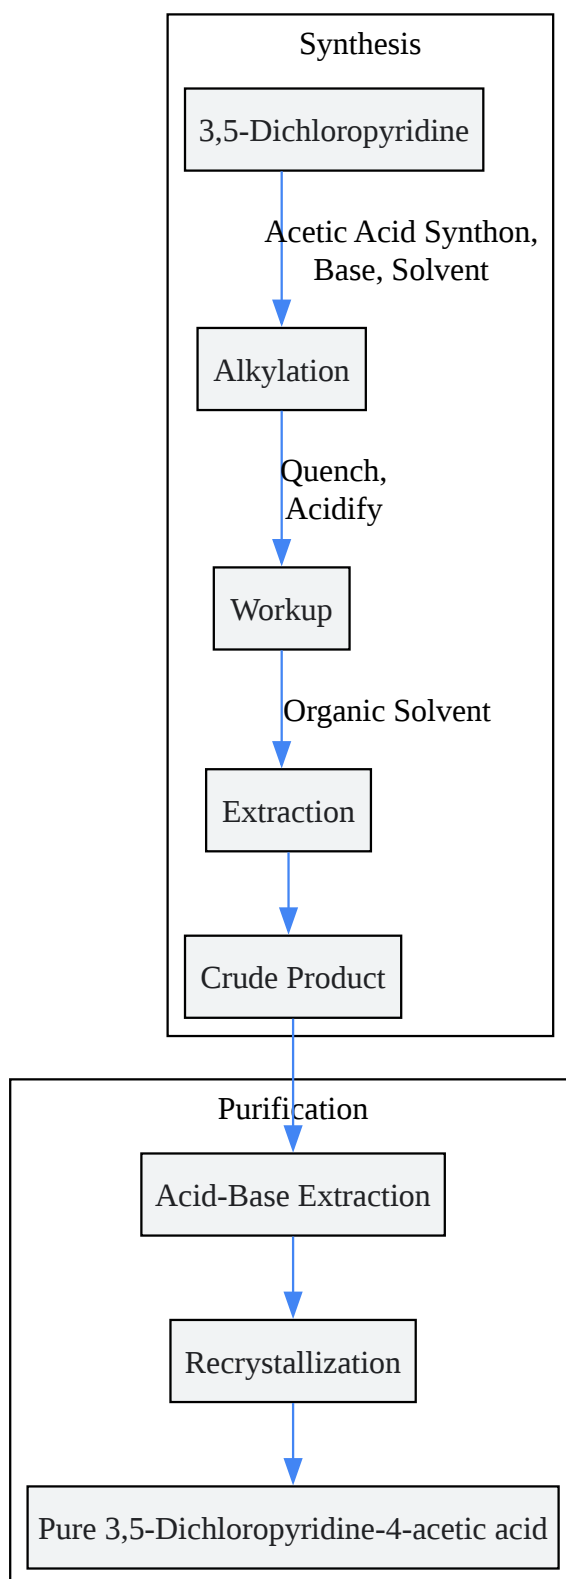 Synthesis
3,5-Dichloropyridine
Acetic Acid Synthon,
Base, Solvent
Alkylation
Quench,
Acidify
Workup
Organic Solvent
Extraction
Crude Product
Purification
Acid-Base Extraction
Recrystallization
Pure 3,5-Dichloropyridine-4-acetic acid